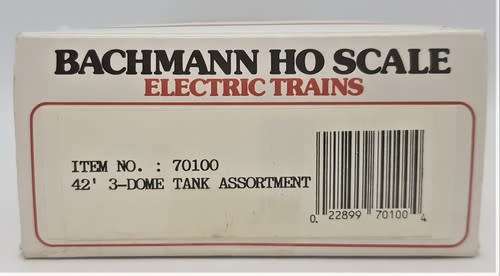 BACHMANN HO SCALE
ELECTRIC TRAINS
ITEM NO. : 70100
42' 3-DOME TANK ASSORTMENT
0 22899 70100 4